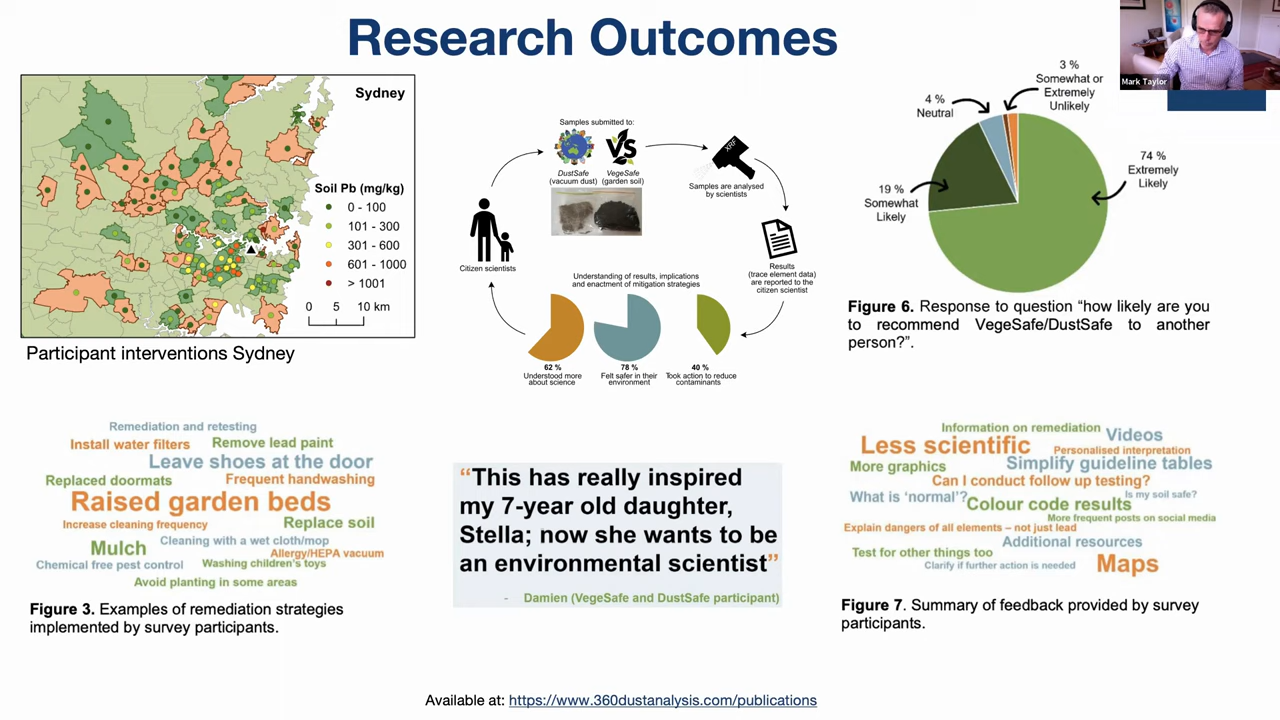 Research Outcomes
Mark Taylor
Sydney
Soil Pb (mg/kg)
0 - 100
101 - 300
301 - 600
601 - 1000
> 1001
0 5 10 km
Participant interventions Sydney
Samples submitted to:
VS
DustSafe
(vacuum dust)
VegeSafe
(garden soil)
XRF
Samples are analysed
by scientists
Citizen scientists
Results
(trace element data)
are reported to the
citizen scientist
Understanding of results, implications
and enactment of mitigation strategies
62 %
Understood more
about science
78 %
Felt safer in their
environment
40 %
Took action to reduce
contaminants
3 %
Somewhat or
Extremely
Unlikely
4 %
Neutral
74 %
Extremely
Likely
19 %
Somewhat
Likely
Figure 6. Response to question “how likely are you
to recommend VegeSafe/DustSafe to another
person?”.
Remediation and retesting
Install water filters
Remove lead paint
Leave shoes at the door
Replaced doormats
Frequent handwashing
Raised garden beds
Increase cleaning frequency
Replace soil
Mulch
Cleaning with a wet cloth/mop
Allergy/HEPA vacuum
Chemical free pest control
Washing children's toys
Avoid planting in some areas
Figure 3. Examples of remediation strategies
implemented by survey participants.
“This has really inspired
my 7-year old daughter,
Stella; now she wants to be
an environmental scientist”
- Damien (VegeSafe and DustSafe participant)
Information on remediation
Videos
Less scientific
Personalised interpretation
More graphics
Simplify guideline tables
Can I conduct follow up testing?
What is ‘normal’?
Is my soil safe?
Colour code results
More frequent posts on social media
Explain dangers of all elements – not just lead
Additional resources
Test for other things too
Clarify if further action is needed
Maps
Figure 7. Summary of feedback provided by survey
participants.
Available at: https://www.360dustanalysis.com/publications